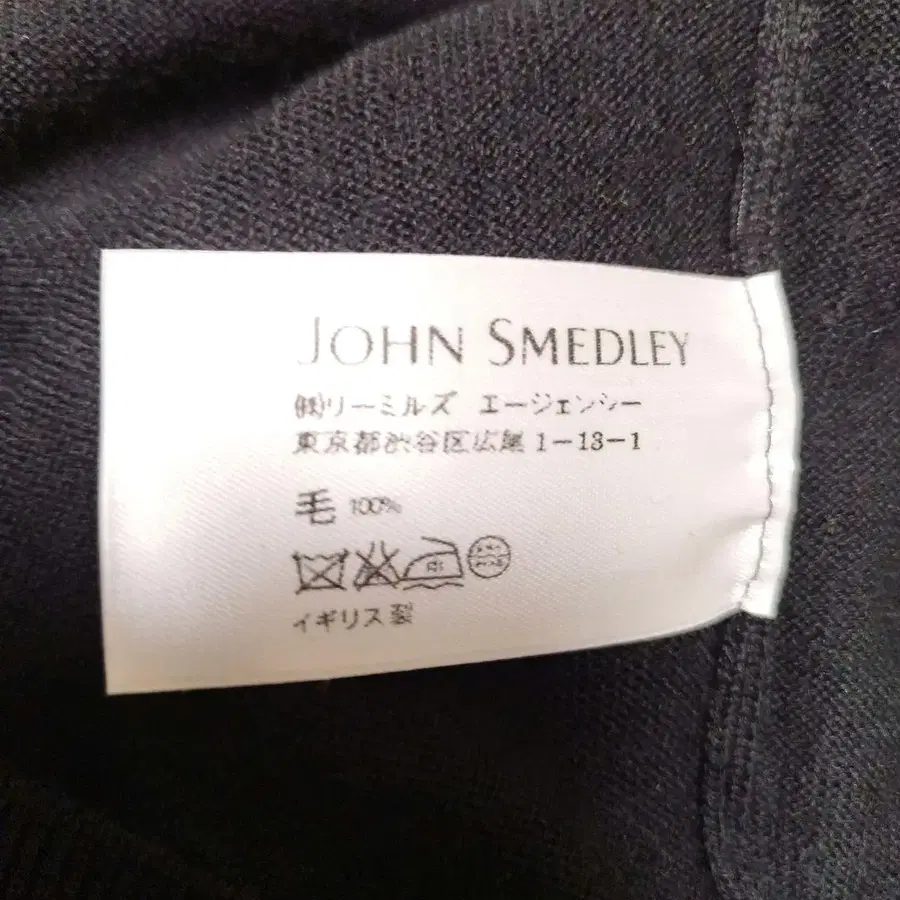 JOHN SMEDLEY
㈱リーミルズ エージェンシー
東京都渋谷区広尾1-13-1
毛 100%
イギリス製